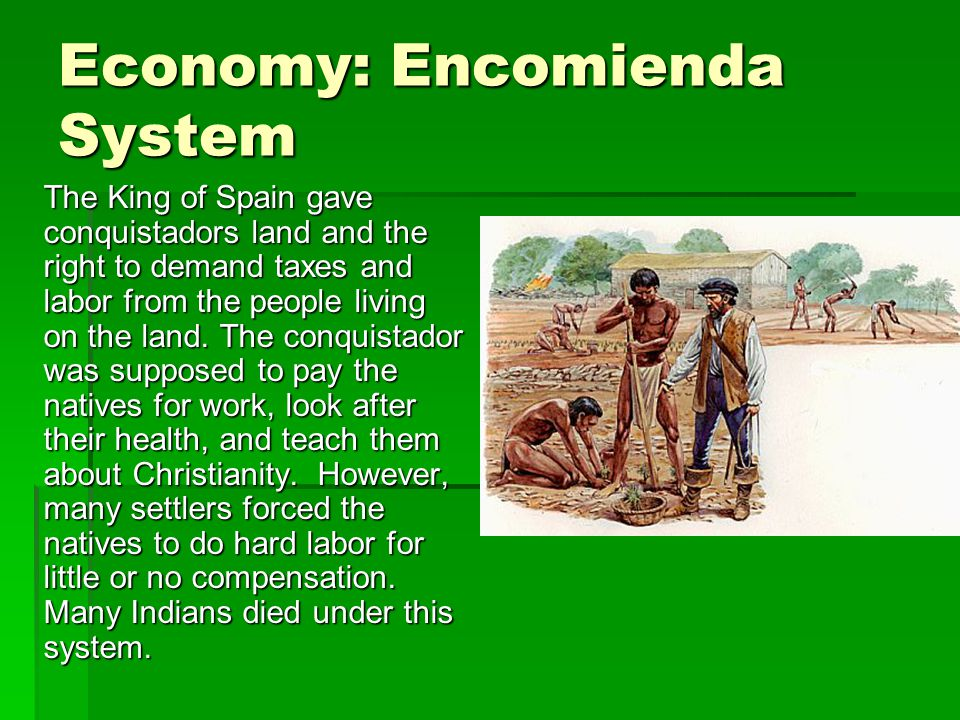 Economy: Encomienda
System
The King of Spain gave
conquistadors land and the
right to demand taxes and
labor from the people living
on the land. The conquistador
was supposed to pay the
natives for work, look after
their health, and teach them
about Christianity.  However,
many settlers forced the
natives to do hard labor for
little or no compensation.
Many Indians died under this
system.